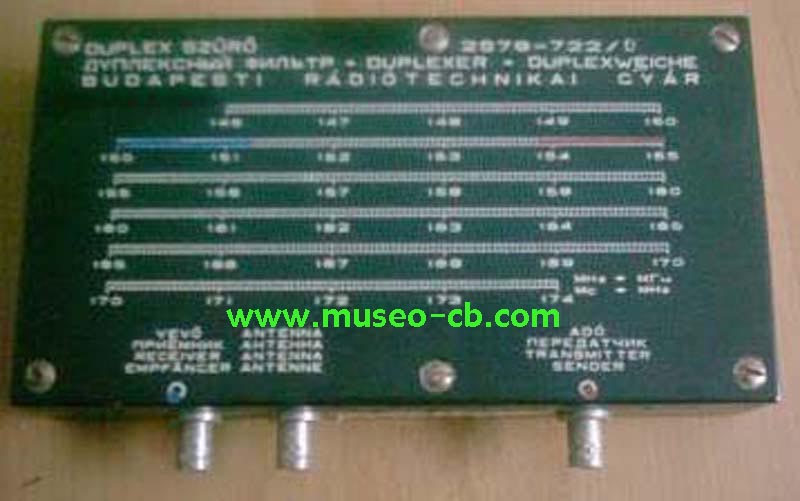 DUPLEX SZŰRŐ 2S76-722/
ДУПЛЕКСНЫЙ ФИЛЬТР - DUPLEXER - DUPLEXWEICHE
BUDAPESTI RÁDIÓTECHNIKAI GYÁR
146 147 148 149 150
150 151 152 153 154 155
155 156 157 158 159 160
160 161 162 163 164 165
165 166 167 168 169 170
170 171 172 173 174
MHz - МГц
Mc - MHz
www.museo-cb.com
VEVŐ ANTENNA ADÓ
ПРИЕМНИК АНТЕННА ПЕРЕДАТЧИК
RECEIVER ANTENNA TRANSMITTER
EMPFÄNGER ANTENNE SENDER